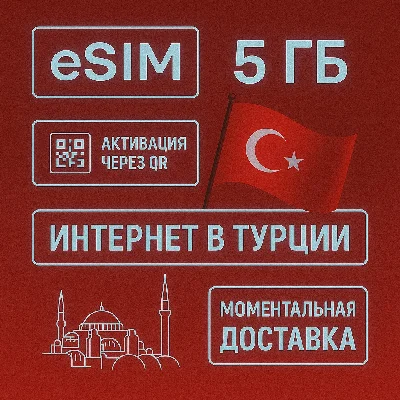 eSIM
5 ГБ
АКТИВАЦИЯ
ЧЕРЕЗ QR
ИНТЕРНЕТ В ТУРЦИИ
МОМЕНТАЛЬНАЯ
ДОСТАВКА